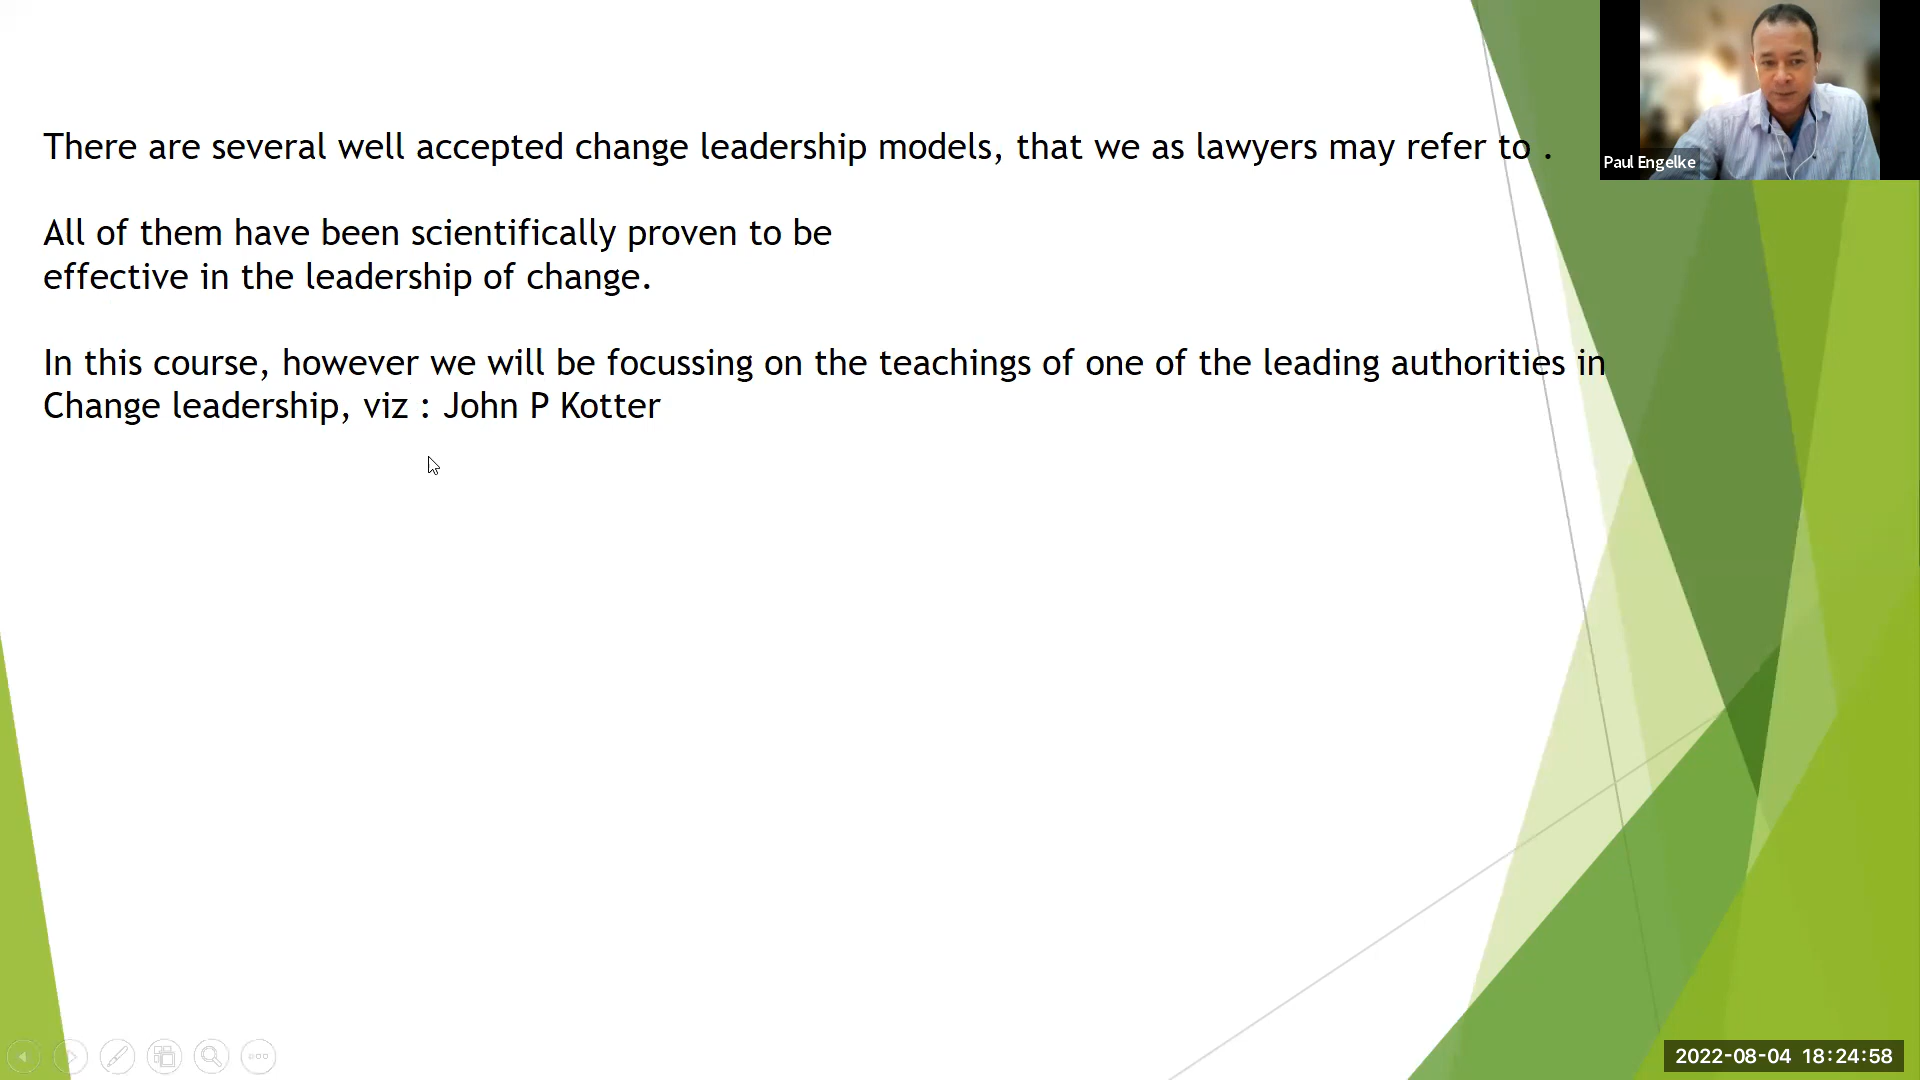 There are several well accepted change leadership models, that we as lawyers may refer to .
All of them have been scientifically proven to be
effective in the leadership of change.
In this course, however we will be focussing on the teachings of one of the leading authorities in
Change leadership, viz : John P Kotter
Paul Engelke
2022-08-04 18:24:58